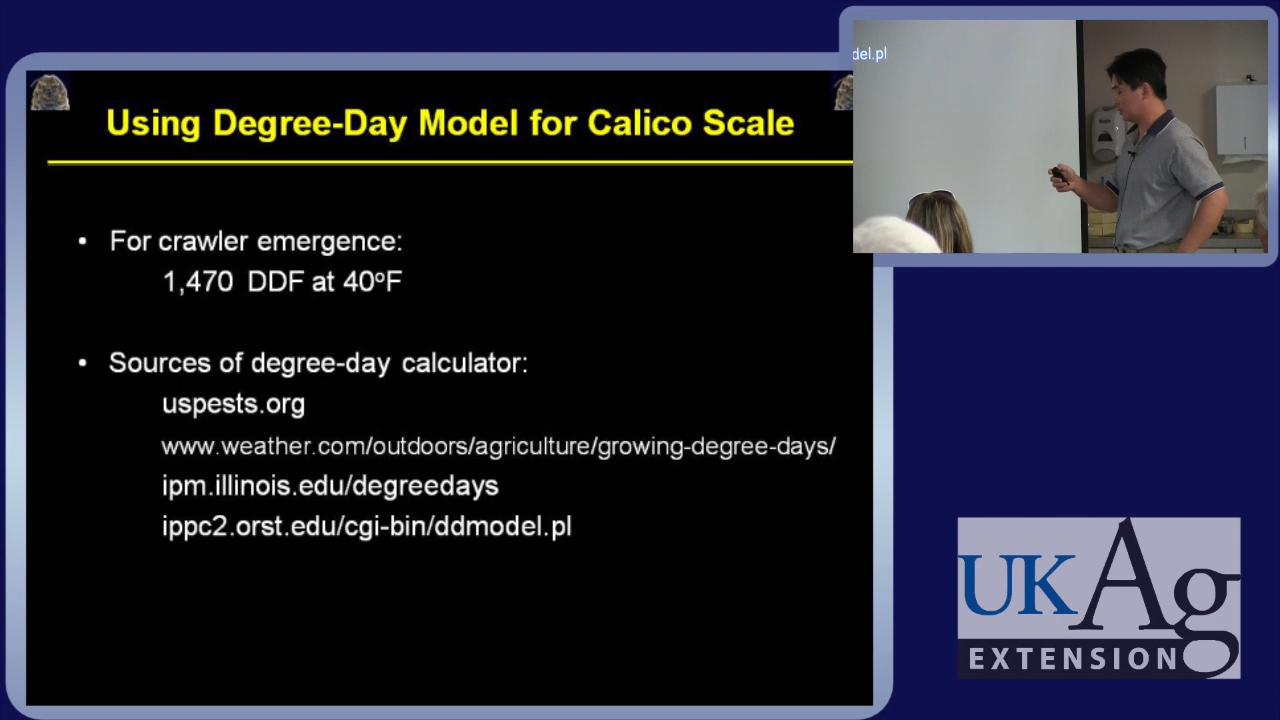 Using Degree-Day Model for Calico Scale
• For crawler emergence:
1,470 DDF at 40°F
• Sources of degree-day calculator:
uspests.org
www.weather.com/outdoors/agriculture/growing-degree-days/
ipm.illinois.edu/degreedays
ippc2.orst.edu/cgi-bin/ddmodel.pl
del.pl
UKAg
EXTENSION